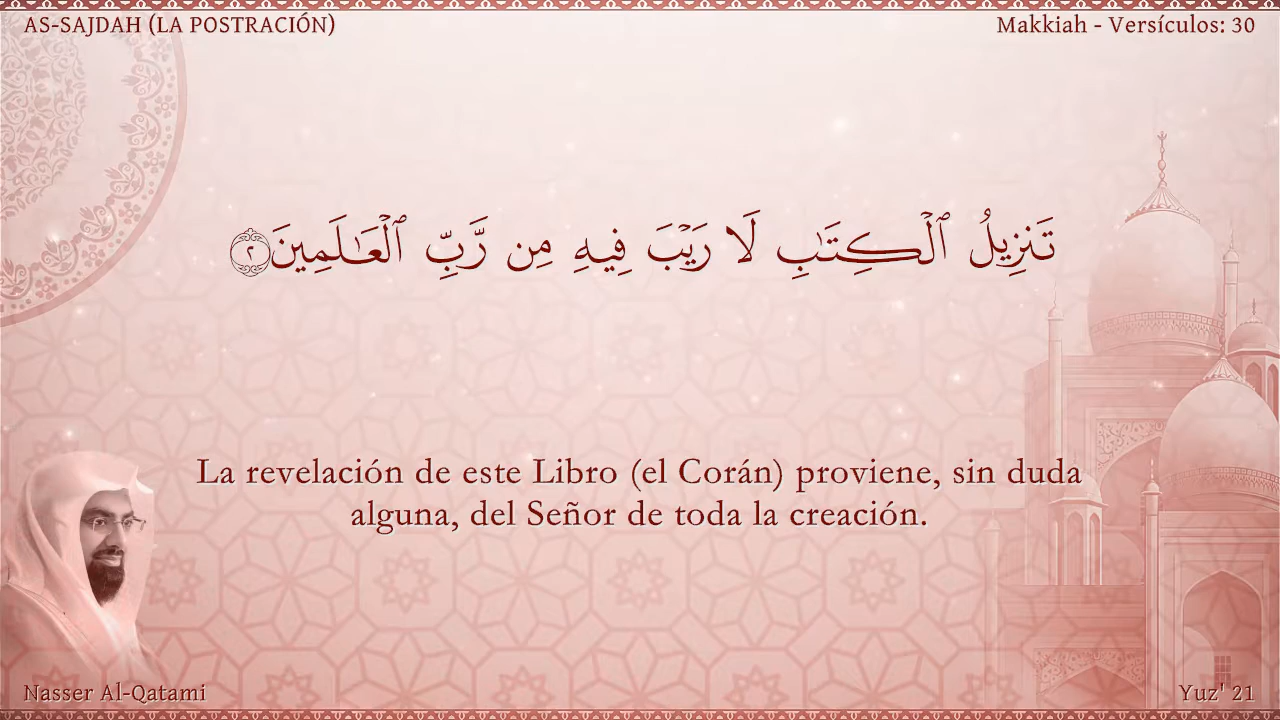 AS-SAJDAH (LA POSTRACIÓN)
Makkiah - Versículos: 30
تَنزِيلُ ٱلْكِتَـٰبِ لَا رَيْبَ فِيهِ مِن رَّبِّ ٱلْعَـٰلَمِينَ ٢
La revelación de este Libro (el Corán) proviene, sin duda
alguna, del Señor de toda la creación.
Nasser Al-Qatami
Yuz' 21